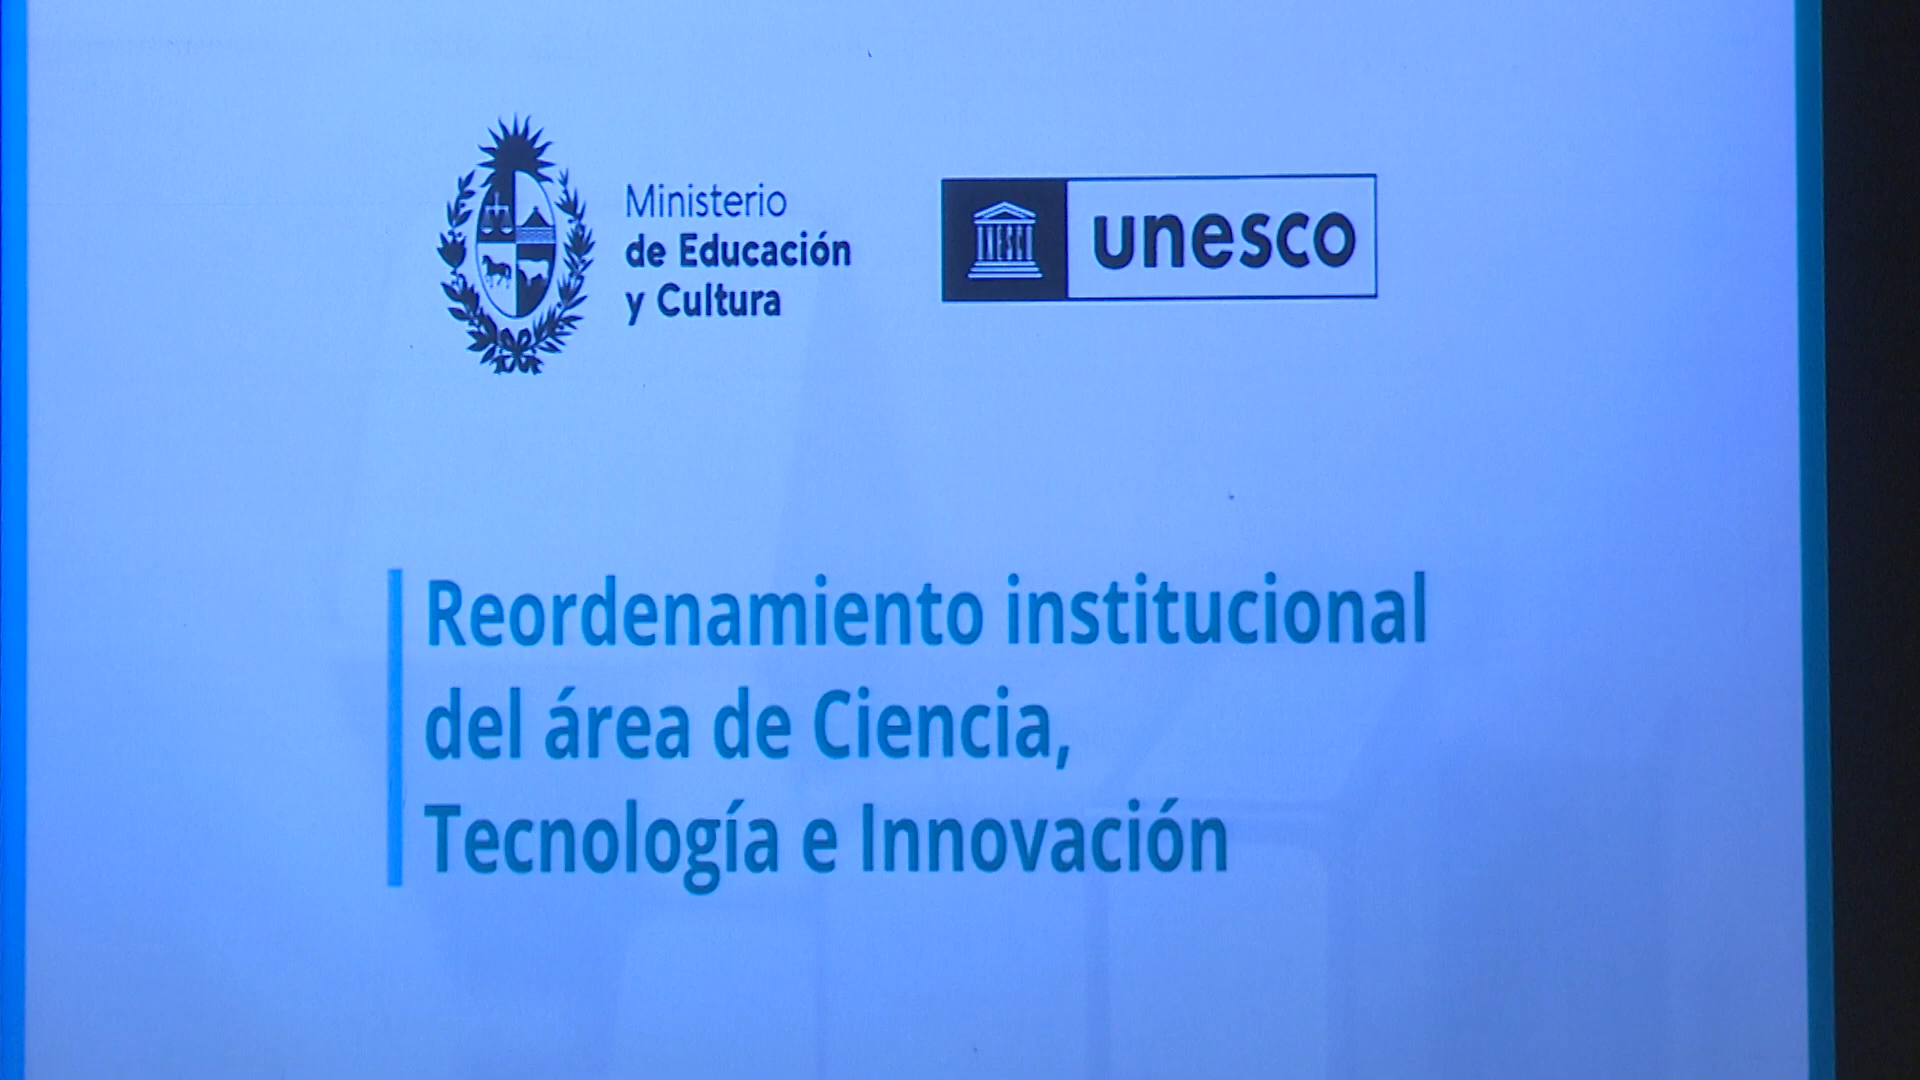 Ministerio
de Educación
y Cultura
unesco
Reordenamiento institucional
del área de Ciencia,
Tecnología e Innovación